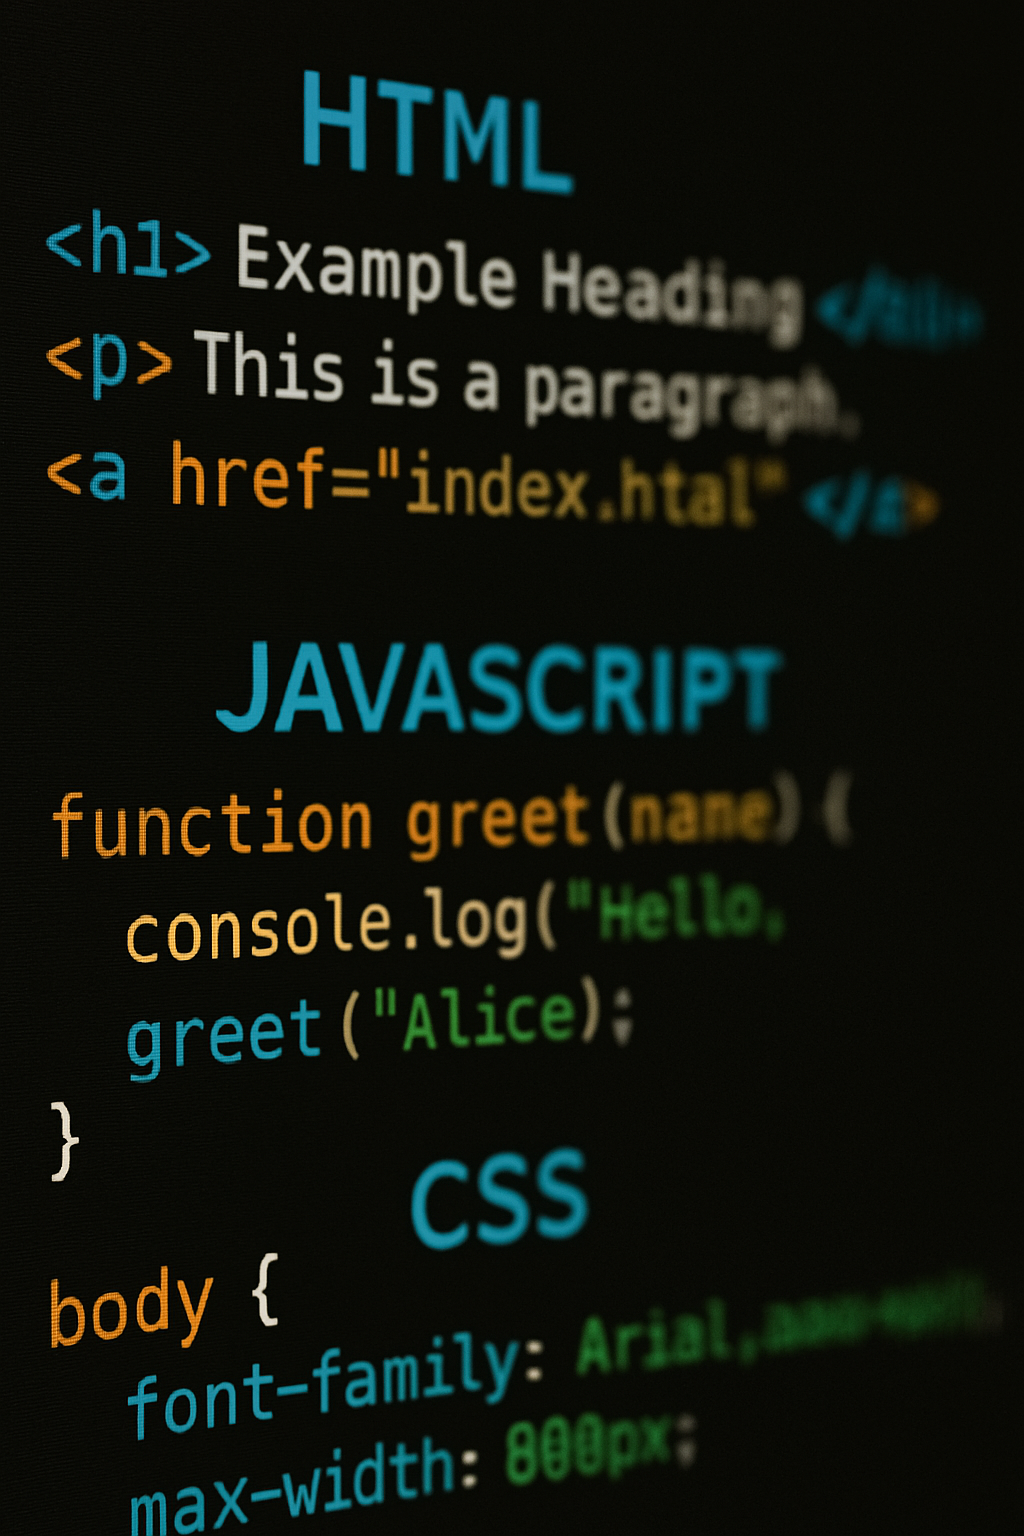 HTML
<h1> Example Heading
<p> This is a paragraph.
<a href="index.htal" </a>
JAVASCRIPT
function greet(nane) (
console.log("Hello,
greet("Alice);
}
CSS
body {
font-family: Arial,
max-width: 800px;